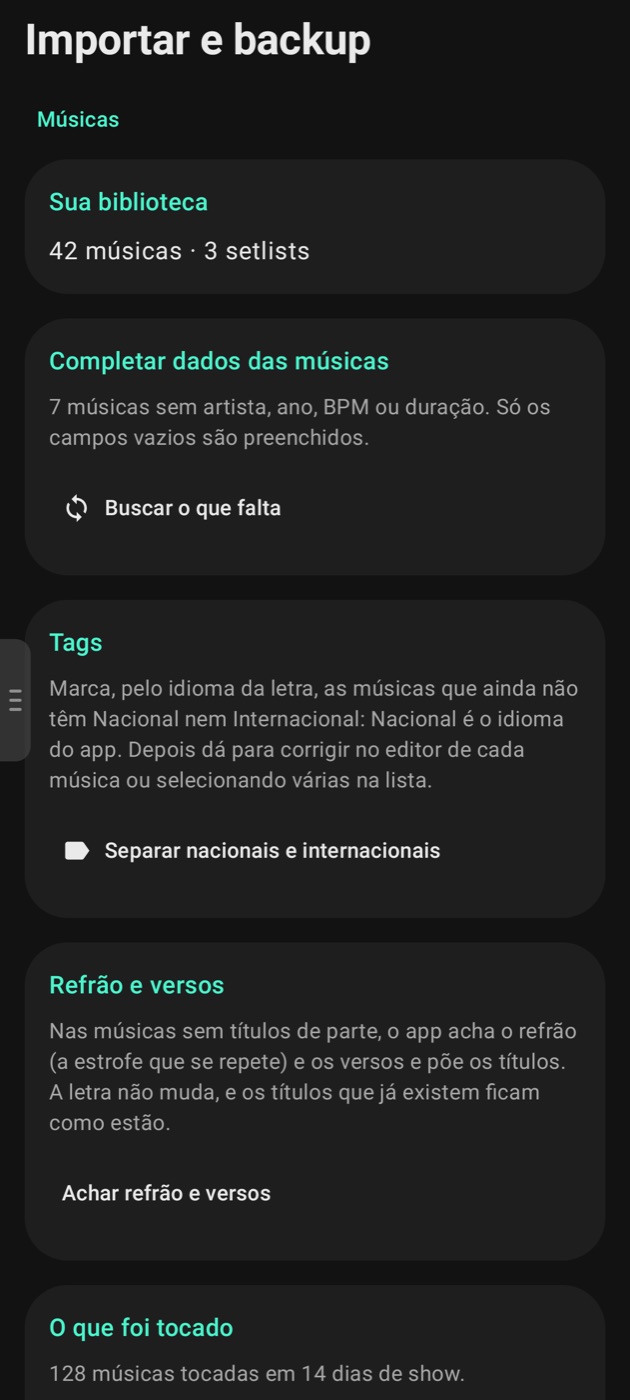 Importar e backup
Músicas
Sua biblioteca
42 músicas · 3 setlists
Completar dados das músicas
7 músicas sem artista, ano, BPM ou duração. Só os
campos vazios são preenchidos.
Buscar o que falta
Tags
Marca, pelo idioma da letra, as músicas que ainda não
têm Nacional nem Internacional: Nacional é o idioma
do app. Depois dá para corrigir no editor de cada
música ou selecionando várias na lista.
Separar nacionais e internacionais
Refrão e versos
Nas músicas sem títulos de parte, o app acha o refrão
(a estrofe que se repete) e os versos e põe os títulos.
A letra não muda, e os títulos que já existem ficam
como estão.
Achar refrão e versos
O que foi tocado
128 músicas tocadas em 14 dias de show.